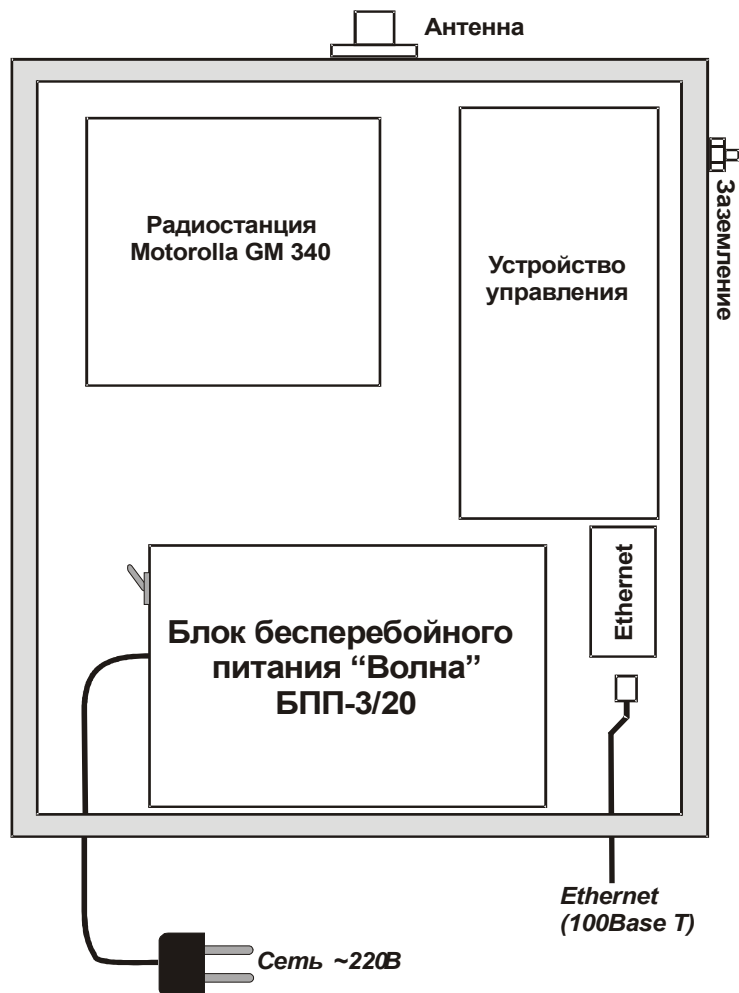 Антенна
Радиостанция
Motorolla GM 340
Устройство
управления
Заземление
Ethernet
Блок бесперебойного
питания “Волна”
БПП-3/20
Ethernet
(100Base T)
Сеть ~220В